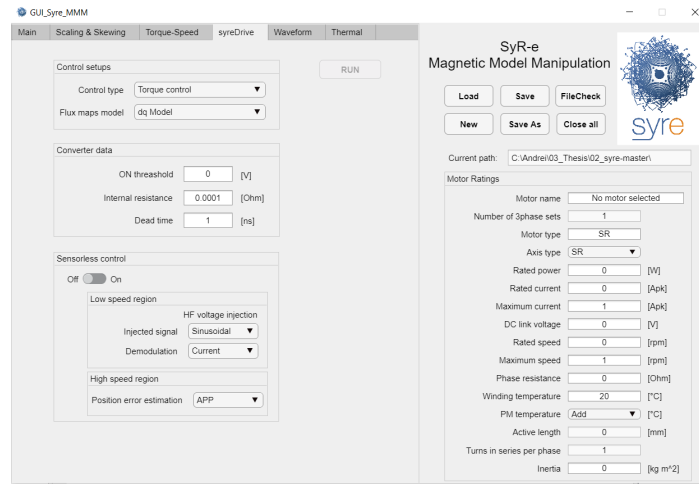 GUI_Syre_MMM
Main Scaling & Skewing Torque-Speed syreDrive Waveform Thermal
Control setups
Control type Torque control
Flux maps model dq Model
RUN
Converter data
ON threashold 0 [V]
Internal resistance 0.0001 [Ohm]
Dead time 1 [ns]
Sensorless control
Off On
Low speed region
HF voltage injection
Injected signal Sinusoidal
Demodulation Current
High speed region
Position error estimation APP
SyR-e
Magnetic Model Manipulation
syre
Load Save FileCheck
New Save As Close all
Current path: C:\Andrei\03_Thesis\02_syre-master\
Motor Ratings
Motor name No motor selected
Number of 3phase sets 1
Motor type SR
Axis type SR
Rated power 0 [W]
Rated current 0 [Apk]
Maximum current 1 [Apk]
DC link voltage 0 [V]
Rated speed 0 [rpm]
Maximum speed 1 [rpm]
Phase resistance 0 [Ohm]
Winding temperature 20 [°C]
PM temperature Add [°C]
Active length 0 [mm]
Turns in series per phase 1
Inertia 0 [kg m^2]